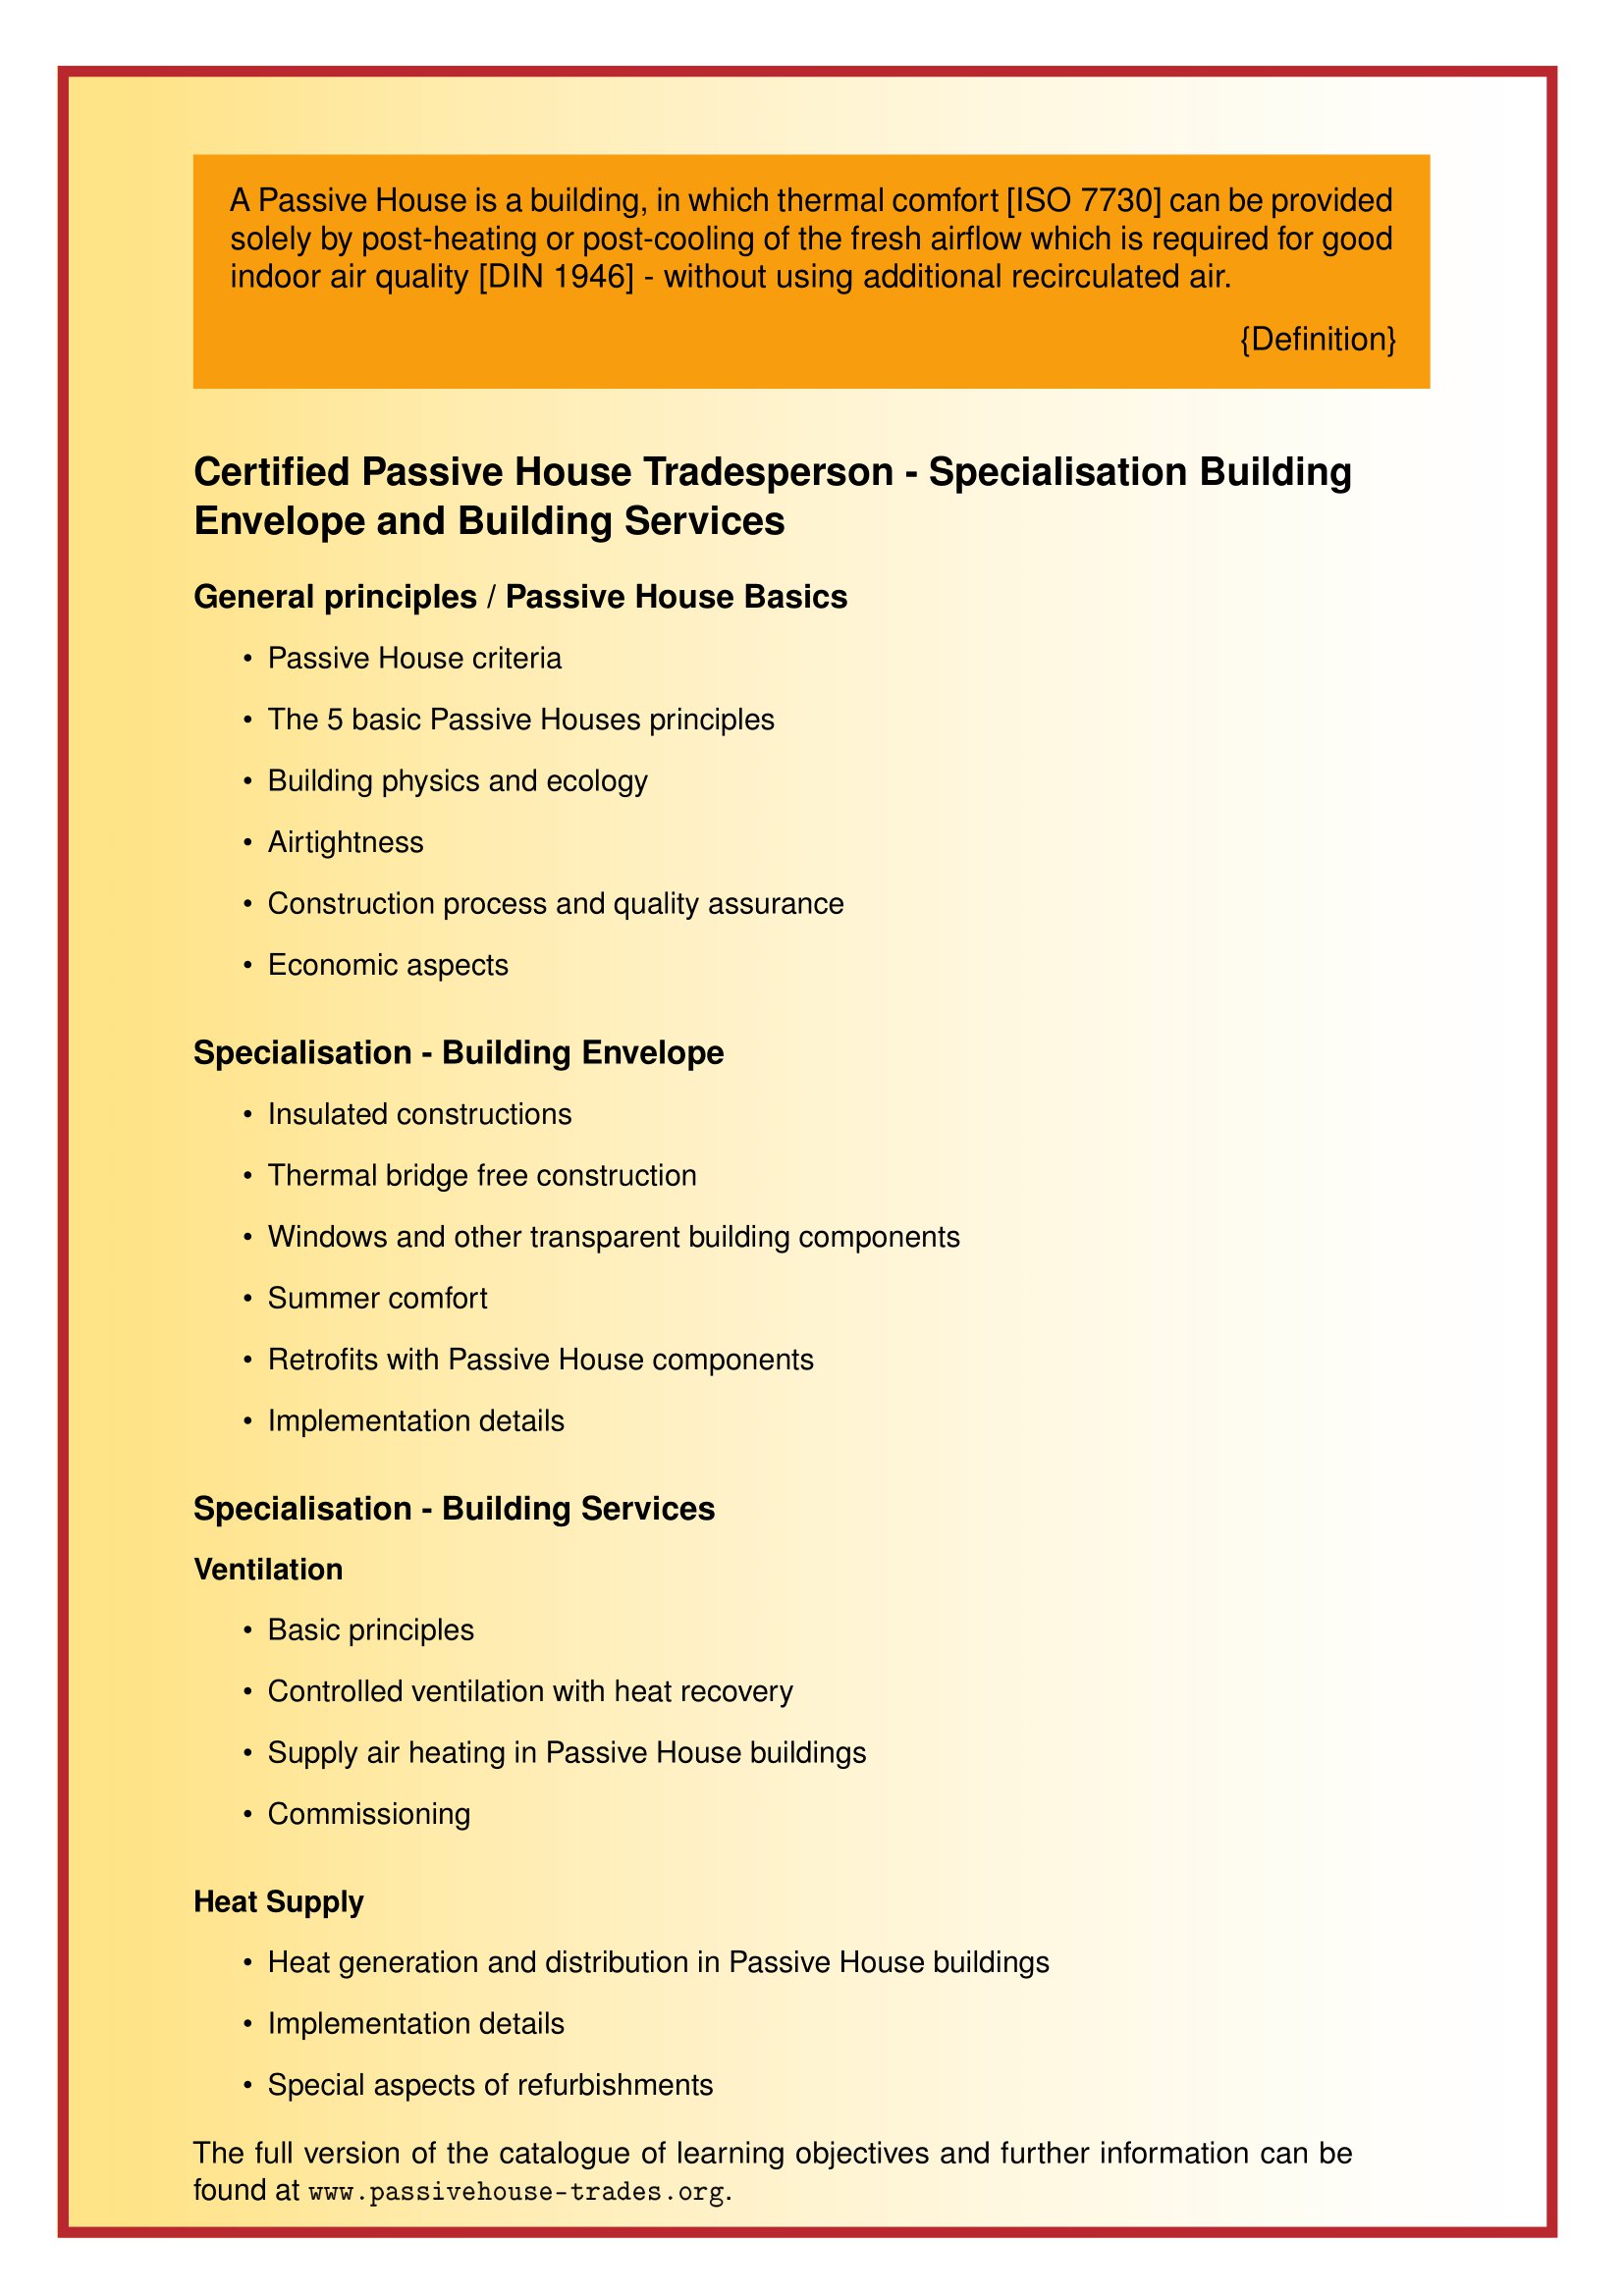 A Passive House is a building, in which thermal comfort [ISO 7730] can be provided
solely by post-heating or post-cooling of the fresh airflow which is required for good
indoor air quality [DIN 1946] - without using additional recirculated air.
{Definition}
Certified Passive House Tradesperson - Specialisation Building
Envelope and Building Services
General principles / Passive House Basics
• Passive House criteria
• The 5 basic Passive Houses principles
• Building physics and ecology
• Airtightness
• Construction process and quality assurance
• Economic aspects
Specialisation - Building Envelope
• Insulated constructions
• Thermal bridge free construction
• Windows and other transparent building components
• Summer comfort
• Retrofits with Passive House components
• Implementation details
Specialisation - Building Services
Ventilation
• Basic principles
• Controlled ventilation with heat recovery
• Supply air heating in Passive House buildings
• Commissioning
Heat Supply
• Heat generation and distribution in Passive House buildings
• Implementation details
• Special aspects of refurbishments
The full version of the catalogue of learning objectives and further information can be
found at www.passivehouse-trades.org.